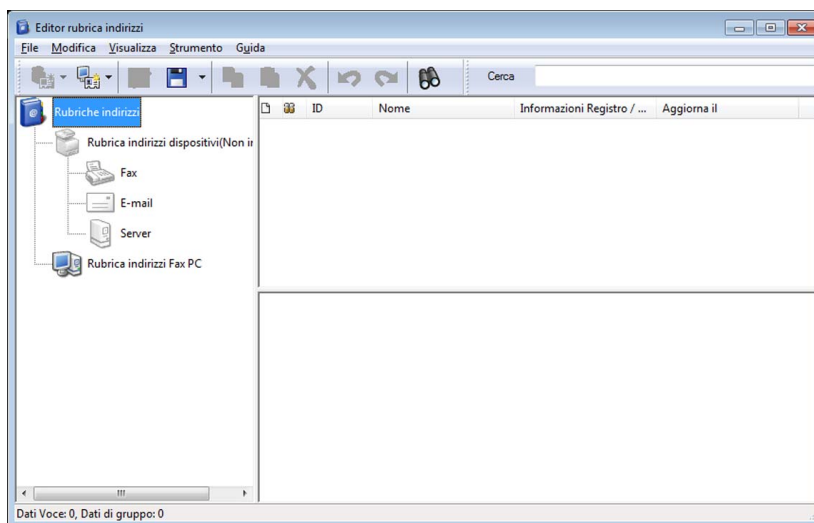 Editor rubrica indirizzi
File Modifica Visualizza Strumento Guida
Cerca
Rubriche indirizzi
ID Nome Informazioni Registro / ... Aggiorna il
Rubrica indirizzi dispositivi(Non ir
Fax
E-mail
Server
Rubrica indirizzi Fax PC
Dati Voce: 0, Dati di gruppo: 0